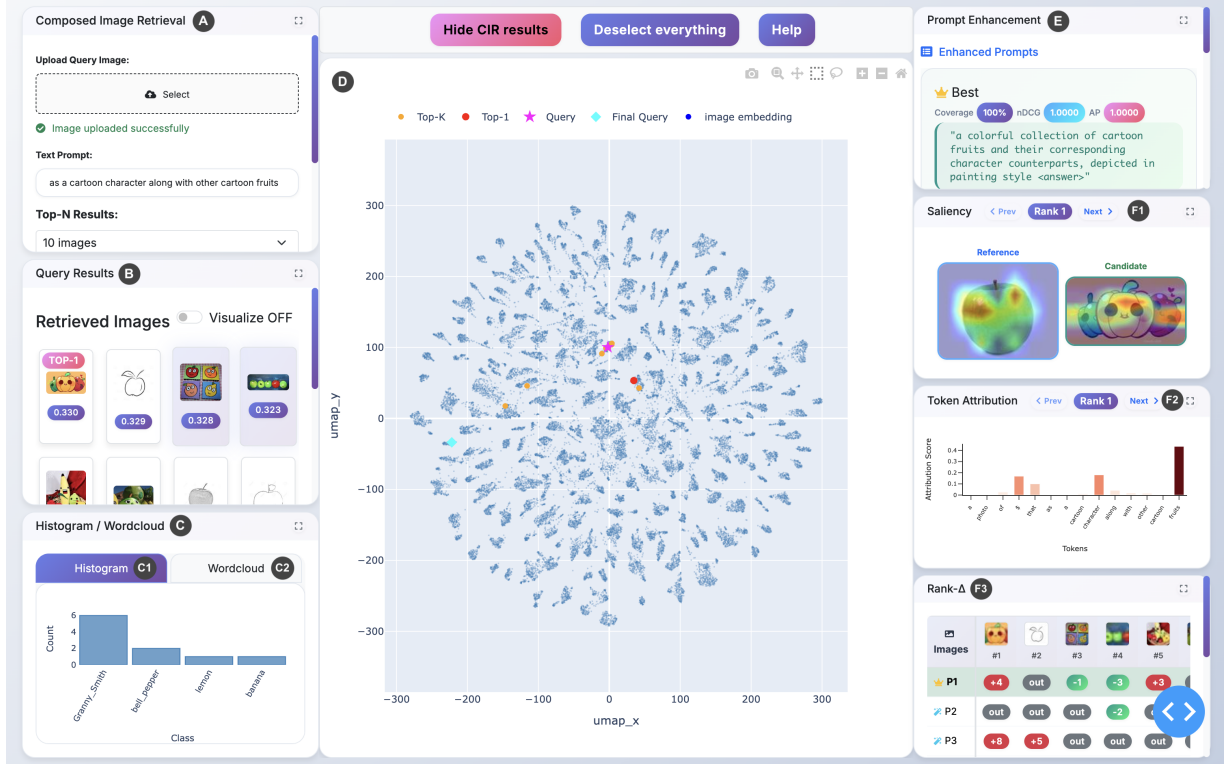 Composed Image Retrieval A
Upload Query Image:
Select
Image uploaded successfully
Text Prompt:
as a cartoon character along with other cartoon fruits
Top-N Results:
10 images
Query Results B
Retrieved Images Visualize OFF
TOP-1
0.330 0.329 0.328 0.323
Histogram / Wordcloud C
Histogram C1 Wordcloud C2
6
4
2
0
Count
Granny_Smith bell_pepper lemon banana
Class
Hide CIR results Deselect everything Help
D
Top-K Top-1 Query Final Query image embedding
300
200
100
0
−100
−200
−300
umap_y
−300 −200 −100 0 100 200 300
umap_x
Prompt Enhancement E
Enhanced Prompts
Best
Coverage 100% nDCG 1.0000 AP 1.0000
"a colorful collection of cartoon
fruits and their corresponding
character counterparts, depicted in
painting style <answer>"
Saliency < Prev Rank 1 Next > F1
Reference
Candidate
Token Attribution < Prev Rank 1 Next > F2
Attribution Score
0.4
0.3
0.2
0.1
0
a photo of $ that as a cartoon character along with other cartoon fruits
Tokens
Rank-Δ F3
Images #1 #2 #3 #4 #5
P1 +4 out -1 -3 +3
P2 out out out -2
P3 +8 +5 out out out